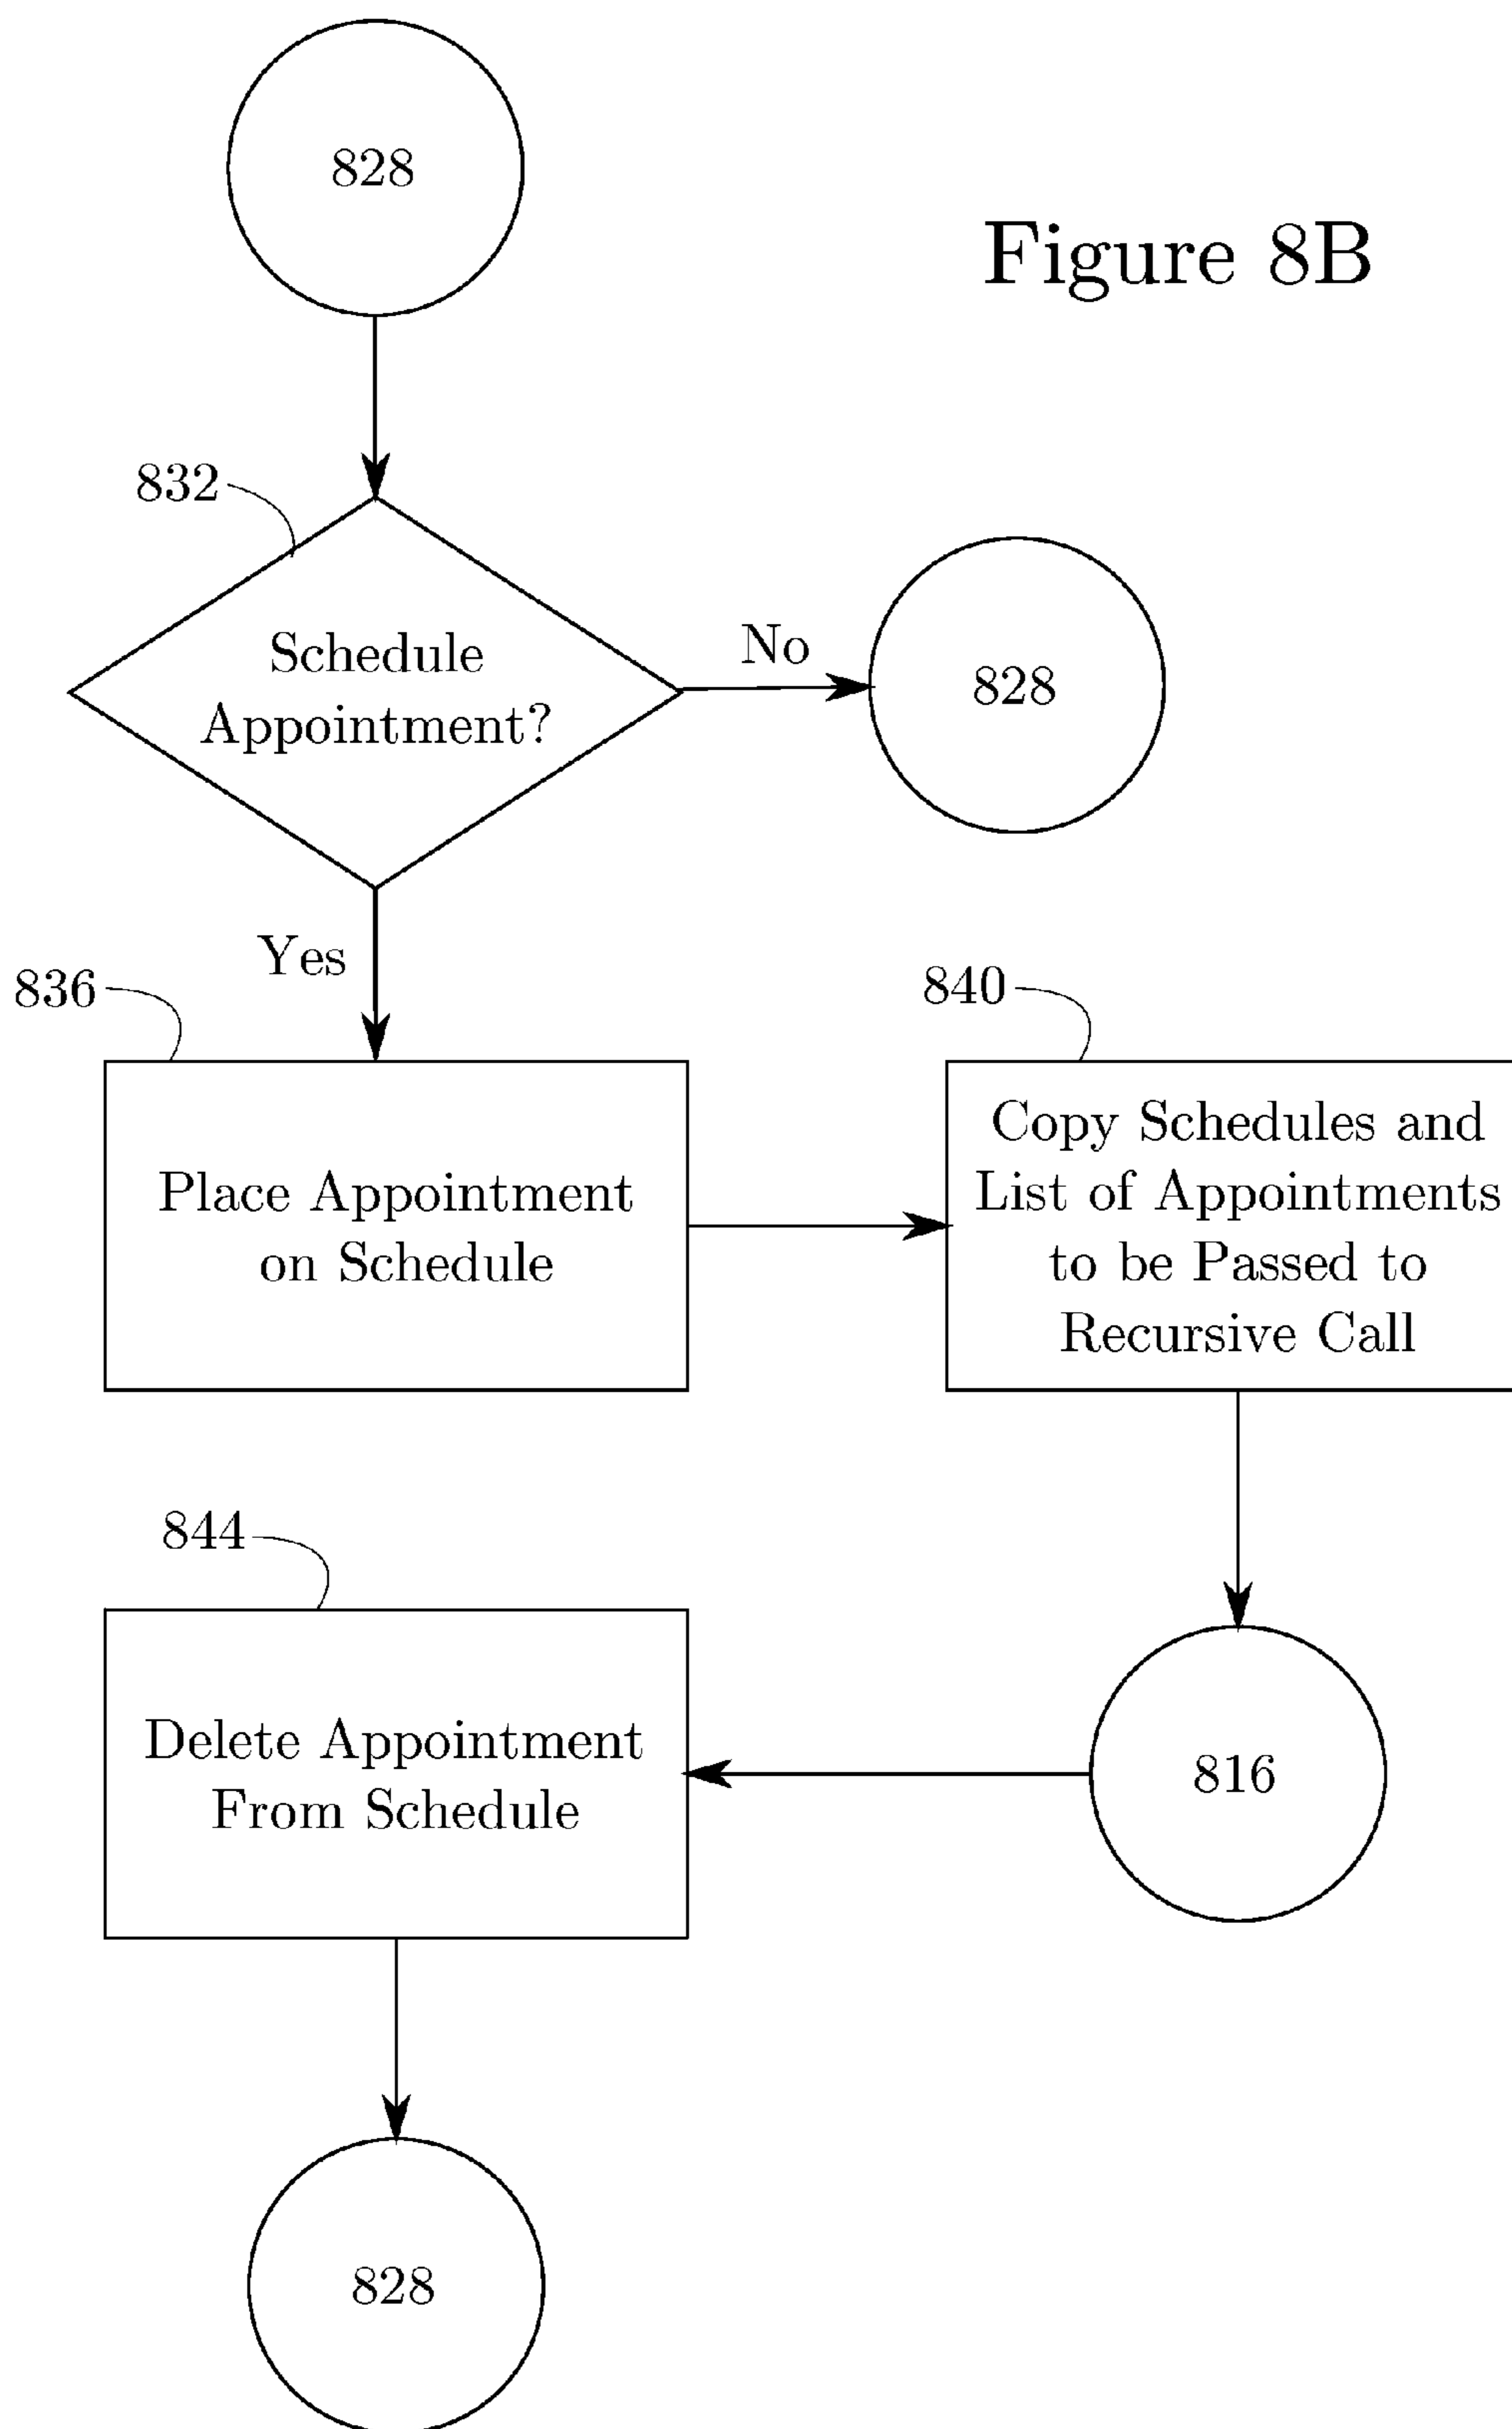 828
Figure 8B
832
Schedule
Appointment?
No
828
Yes
836
Place Appointment
on Schedule
840
Copy Schedules and
List of Appointments
to be Passed to
Recursive Call
844
Delete Appointment
From Schedule
816
828